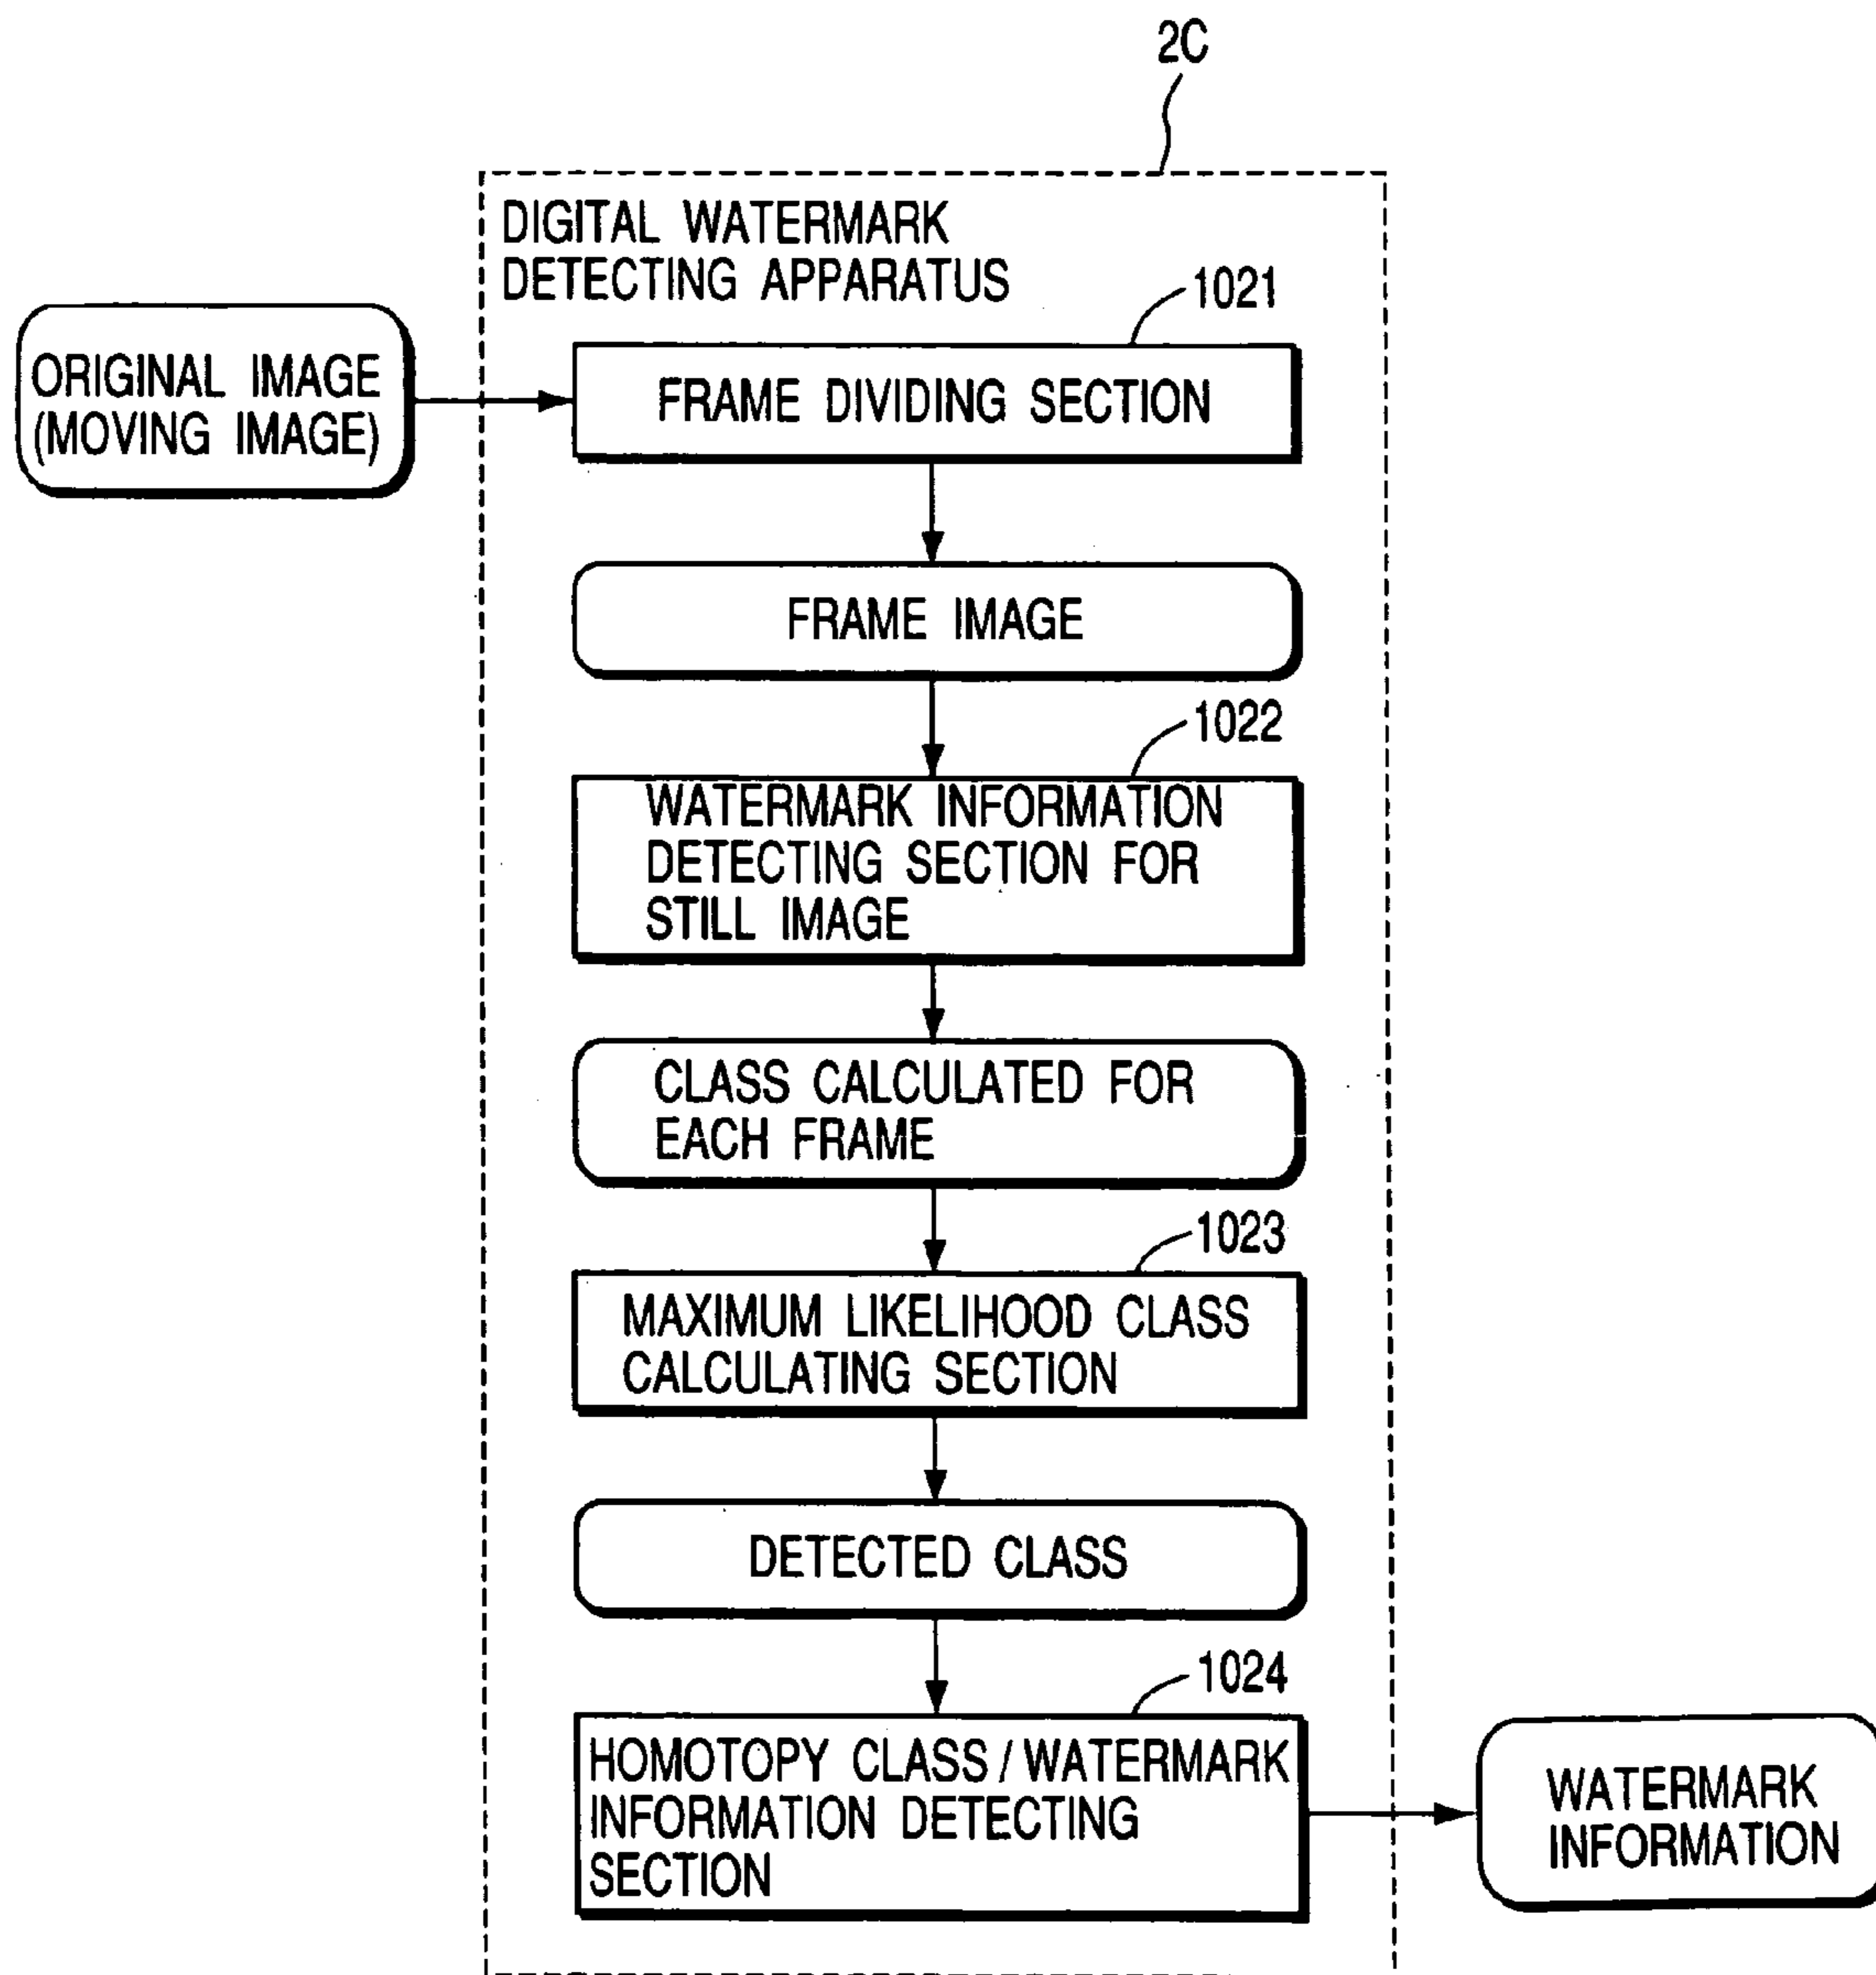 2C
DIGITAL WATERMARK
DETECTING APPARATUS
ORIGINAL IMAGE
(MOVING IMAGE)
1021
FRAME DIVIDING SECTION
FRAME IMAGE
1022
WATERMARK INFORMATION
DETECTING SECTION FOR
STILL IMAGE
CLASS CALCULATED FOR
EACH FRAME
1023
MAXIMUM LIKELIHOOD CLASS
CALCULATING SECTION
DETECTED CLASS
1024
HOMOTOPY CLASS / WATERMARK
INFORMATION DETECTING
SECTION
WATERMARK
INFORMATION